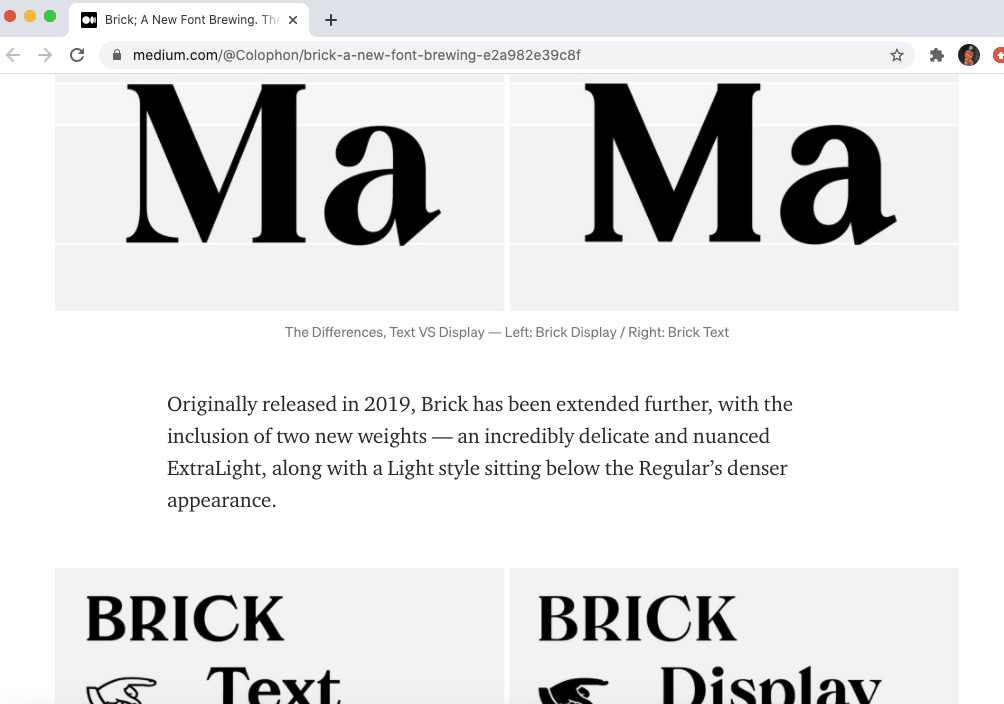 Brick; A New Font Brewing. The
medium.com/@Colophon/brick-a-new-font-brewing-e2a982e39c8f
Ma
Ma
The Differences, Text VS Display — Left: Brick Display / Right: Brick Text
Originally released in 2019, Brick has been extended further, with the
inclusion of two new weights — an incredibly delicate and nuanced
ExtraLight, along with a Light style sitting below the Regular’s denser
appearance.
BRICK
Text
BRICK
Display